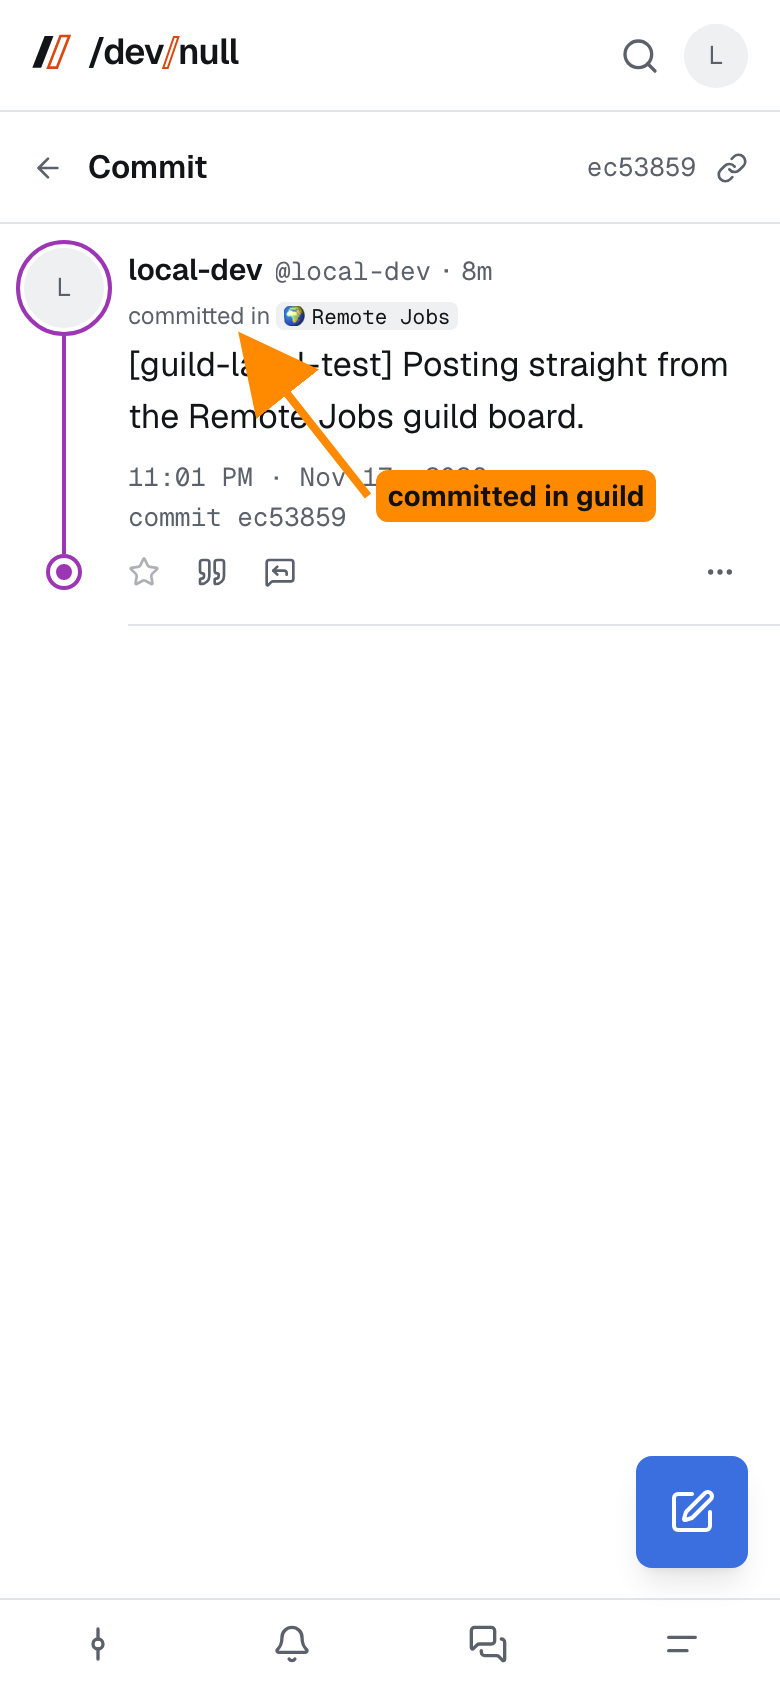 /dev/null
L
Commit
ec53859
L
local-dev @local-dev · 8m
committed in 🌍 Remote Jobs
[guild-la -test] Posting straight from
the Remote Jobs guild board.
11:01 PM · Nov 17
committed in guild
commit ec53859